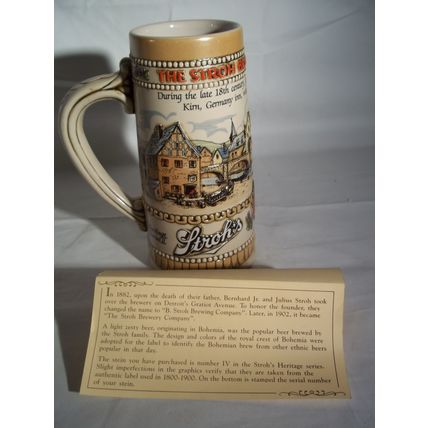 THE STROH
During the late 18th century
Kirn, Germany inn,
Stroh's
In 1882, upon the death of their father, Bernhard Jr. and Julius Stroh took
over the brewery on Detroit's Gratiot Avenue. To honor the founder, they
changed the name to "B. Stroh Brewing Company". Later, in 1902, it became
"The Stroh Brewery Company".
A light zesty beer, originating in Bohemia, was the popular beer brewed by
the Stroh family. The design and colors of the royal crest of Bohemia were
adopted for the label to identify the Bohemian brew from other ethnic beers
popular in that day.
The stein you have purchased is number IV in the Stroh's Heritage series.
Slight imperfections in the graphics verify that they are taken from the
authentic label used in 1800-1900. On the bottom is stamped the serial number
of your stein.